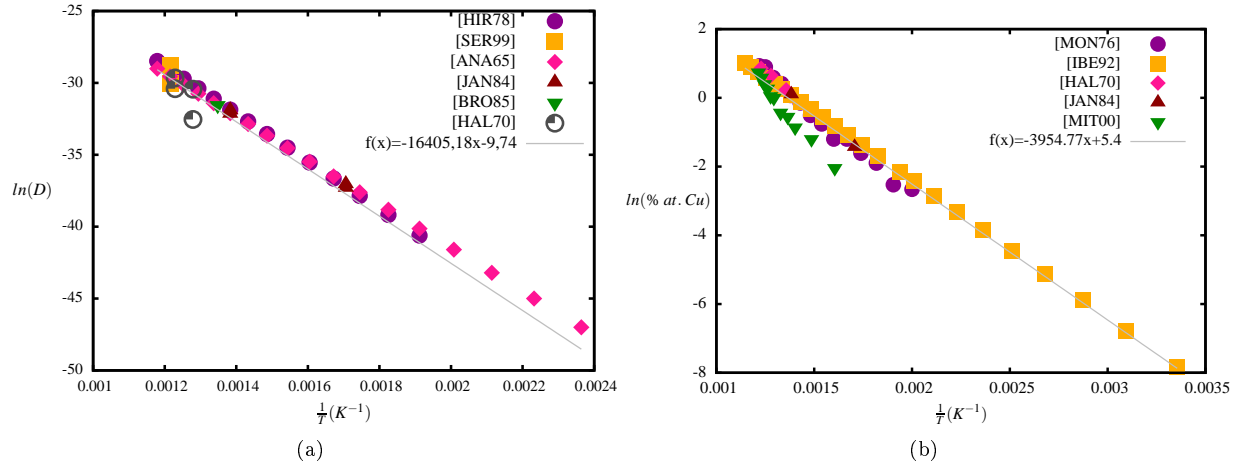 -25
-30
-35
-40
-45
-50
ln(D)
[HIR78]
[SER99]
[ANA65]
[JAN84]
[BRO85]
[HAL70]
f(x)=-16405,18x-9,74
0.001 0.0012 0.0014 0.0016 0.0018 0.002 0.0022 0.0024
1/T (K⁻¹)
(a)
2
0
-2
-4
-6
-8
ln(% at. Cu)
[MON76]
[IBE92]
[HAL70]
[JAN84]
[MIT00]
f(x)=-3954.77x+5.4
0.001 0.0015 0.002 0.0025 0.003 0.0035
1/T (K⁻¹)
(b)